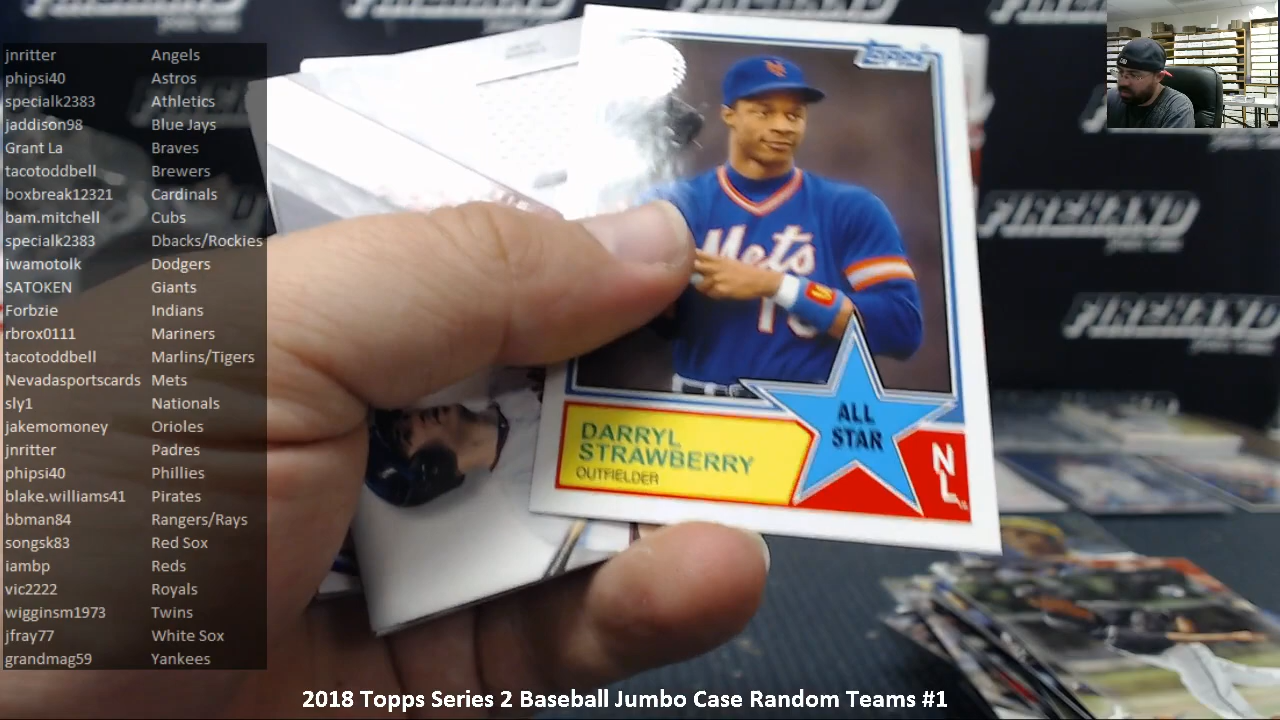 jnritter Angels
phipsi40 Astros
specialk2383 Athletics
jaddison98 Blue Jays
Grant La Braves
tacotoddbell Brewers
boxbreak12321 Cardinals
bam.mitchell Cubs
specialk2383 Dbacks/Rockies
iwamotolk Dodgers
SATOKEN Giants
Forbzie Indians
rbrox0111 Mariners
tacotoddbell Marlins/Tigers
Nevadasportscards Mets
sly1 Nationals
jakemomoney Orioles
jnritter Padres
phipsi40 Phillies
blake.williams41 Pirates
bbman84 Rangers/Rays
songsk83 Red Sox
iambp Reds
vic2222 Royals
wigginsm1973 Twins
jfray77 White Sox
grandmag59 Yankees
Topps
Mets
ALL
STAR
DARRYL
STRAWBERRY
OUTFIELDER
NL
FIREHAND
FIREHAND
2018 Topps Series 2 Baseball Jumbo Case Random Teams #1